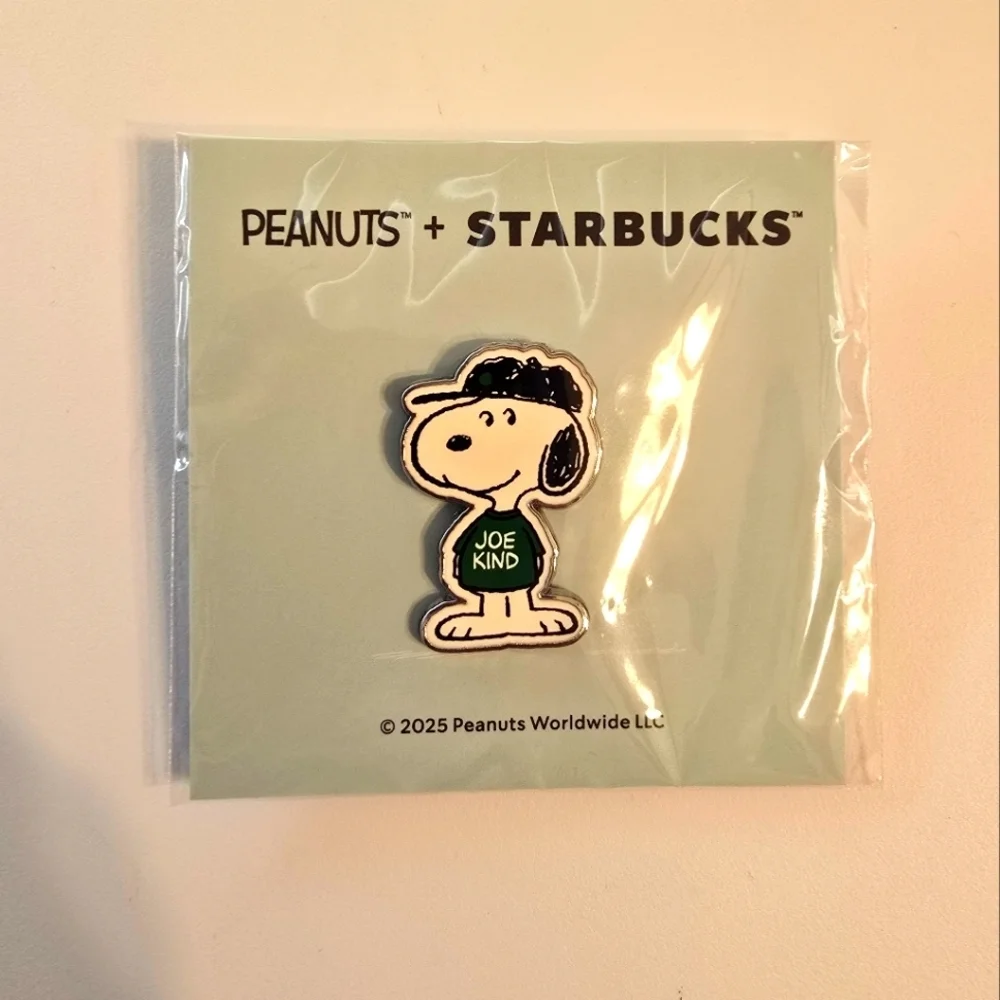 PEANUTS™ + STARBUCKS™
JOE
KIND
© 2025 Peanuts Worldwide LLC